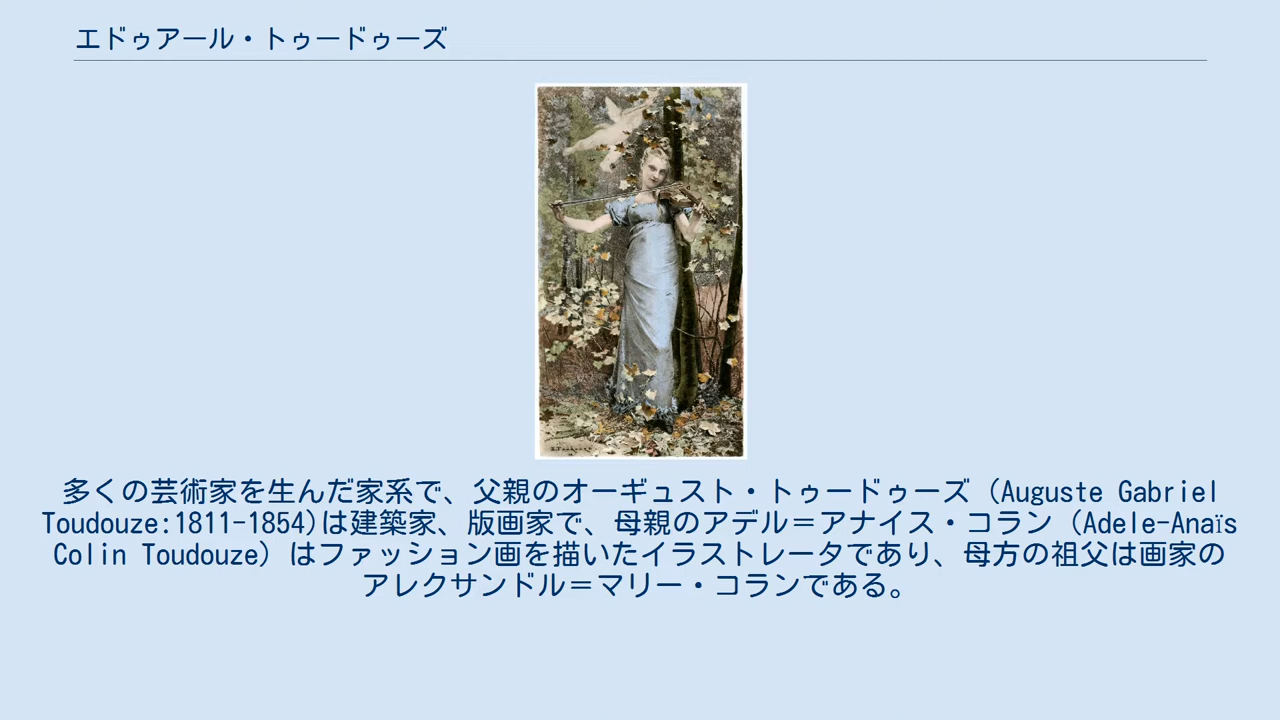 エドゥアール・トゥードゥーズ
多くの芸術家を生んだ家系で、父親のオーギュスト・トゥードゥーズ（Auguste Gabriel
Toudouze:1811-1854)は建築家、版画家で、母親のアデル＝アナイス・コラン（Adele-Anaïs
Colin Toudouze）はファッション画を描いたイラストレータであり、母方の祖父は画家の
アレクサンドル＝マリー・コランである。